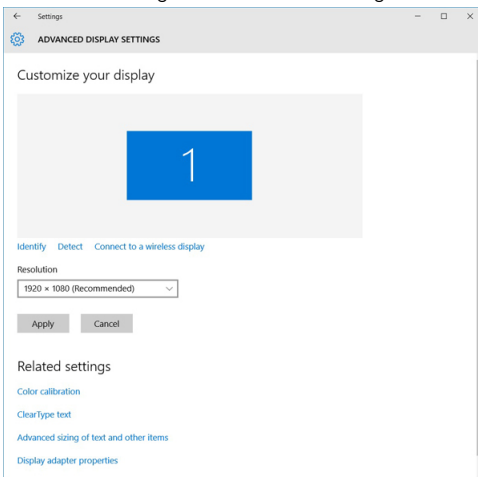 Settings
ADVANCED DISPLAY SETTINGS
Customize your display
1
Identify Detect Connect to a wireless display
Resolution
1920 × 1080 (Recommended)
Apply Cancel
Related settings
Color calibration
ClearType text
Advanced sizing of text and other items
Display adapter properties